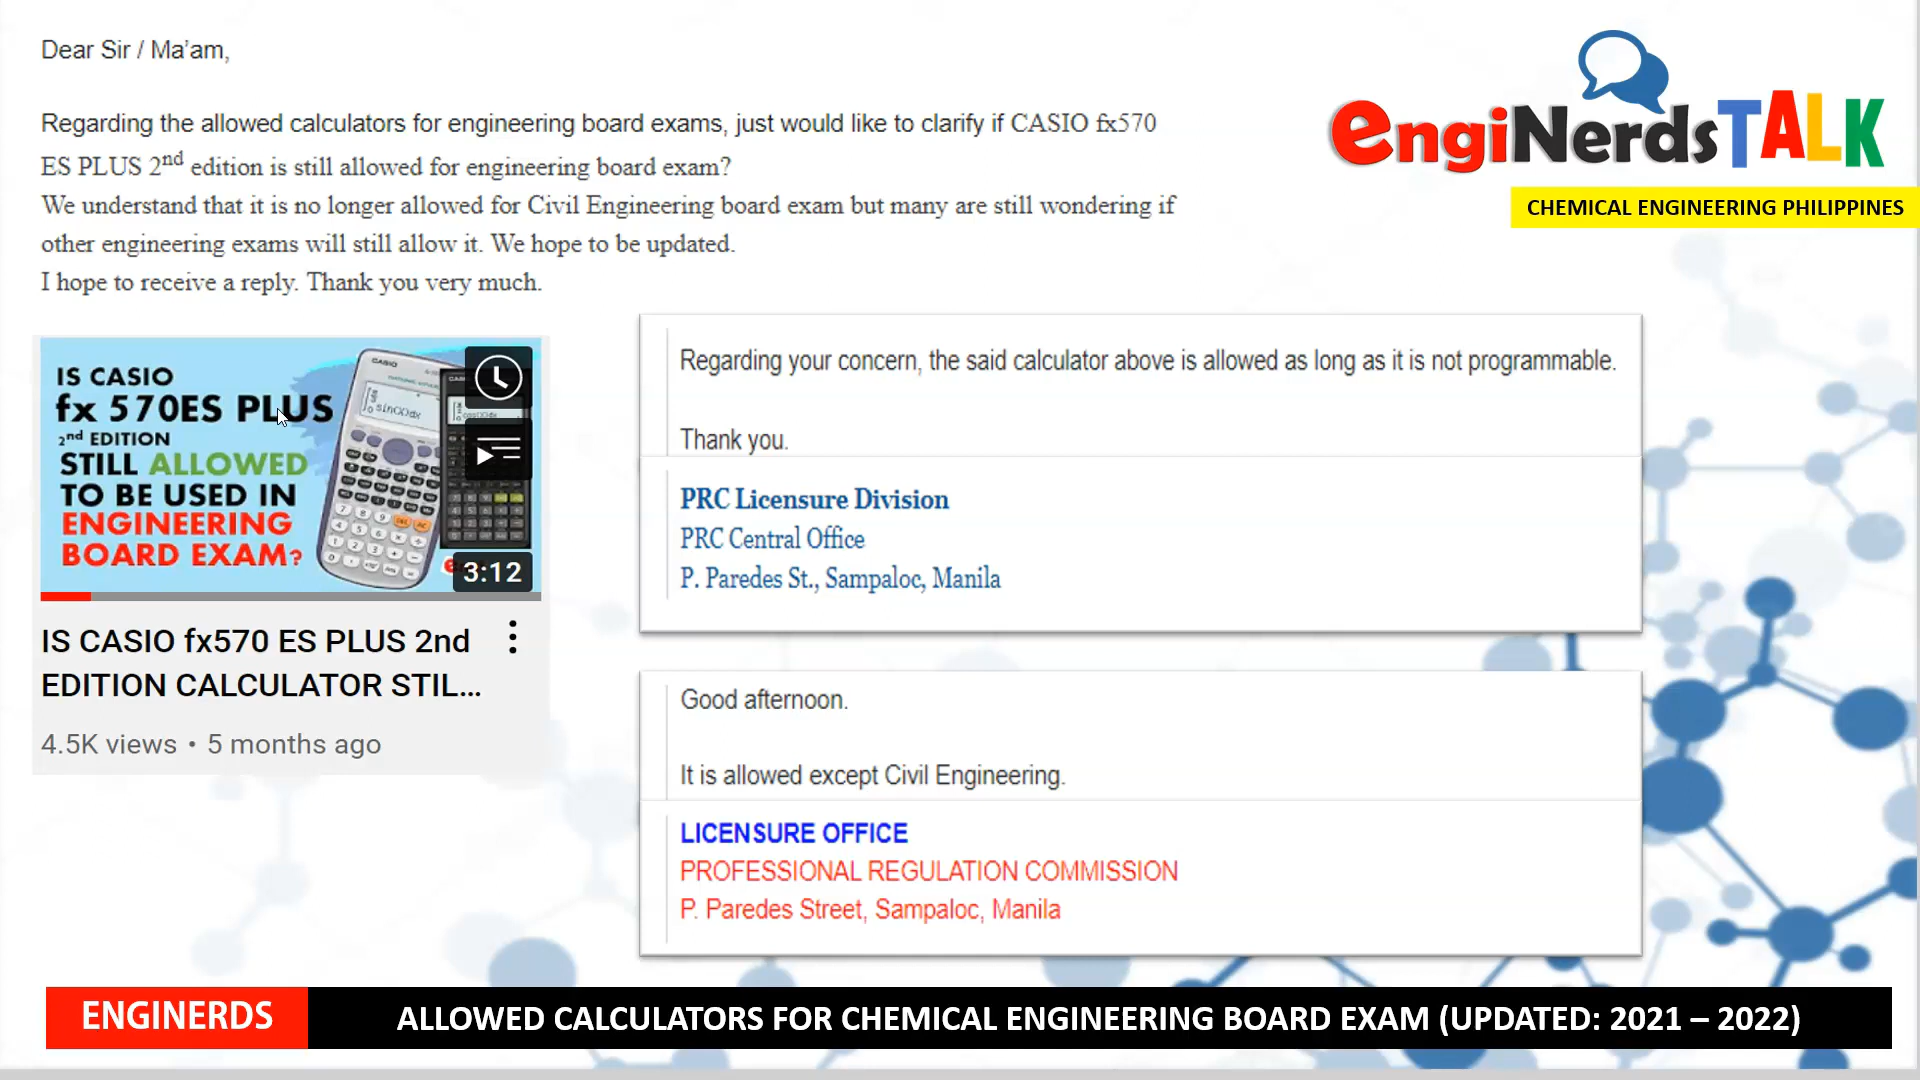 Dear Sir / Ma'am,
Regarding the allowed calculators for engineering board exams, just would like to clarify if CASIO fx570
ES PLUS 2nd edition is still allowed for engineering board exam?
We understand that it is no longer allowed for Civil Engineering board exam but many are still wondering if
other engineering exams will still allow it. We hope to be updated.
I hope to receive a reply. Thank you very much.
engiNerdsTALK
CHEMICAL ENGINEERING PHILIPPINES
IS CASIO
fx 570ES PLUS
2nd EDITION
STILL ALLOWED
TO BE USED IN
ENGINEERING
BOARD EXAM?
CASIO
3:12
IS CASIO fx570 ES PLUS 2nd
EDITION CALCULATOR STIL...
4.5K views • 5 months ago
Regarding your concern, the said calculator above is allowed as long as it is not programmable.
Thank you.
PRC Licensure Division
PRC Central Office
P. Paredes St., Sampaloc, Manila
Good afternoon.
It is allowed except Civil Engineering.
LICENSURE OFFICE
PROFESSIONAL REGULATION COMMISSION
P. Paredes Street, Sampaloc, Manila
ENGINERDS
ALLOWED CALCULATORS FOR CHEMICAL ENGINEERING BOARD EXAM (UPDATED: 2021 – 2022)